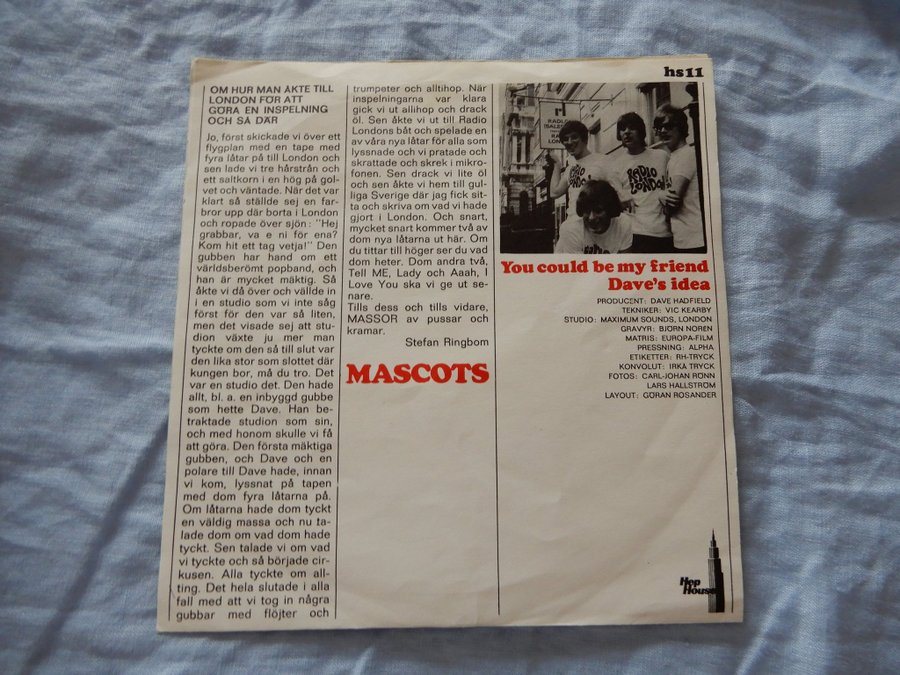 OM HUR MAN ÅKTE TILL
LONDON FÖR ATT
GÖRA EN INSPELNING
OCH SÅ DÄR
Jo, först skickade vi över ett
flygplan med en tape med
fyra låtar på till London och
sen lade vi tre hårstrån och
ett saltkorn i en hög på gol-
vet och väntade. När det var
klart så ställde sej en far-
bror upp där borta i London
och ropade över sjön: "Hej
grabbar, va e ni för ena?
Kom hit ett tag vetja!" Den
gubben har hand om ett
världsberömt popband, och
han är mycket mäktig. Så
åkte vi då över och vällde in
i en studio som vi inte såg
först för den var så liten,
men det visade sej att stu-
dion växte ju mer man
tyckte om den så till slut var
den lika stor som slottet där
kungen bor, må du tro. Det
var en studio det. Den hade
allt, bl. a. en inbyggd gubbe
som hette Dave. Han be-
traktade studion som sin,
och med honom skulle vi få
att göra. Den första mäktiga
gubben, och Dave och en
polare till Dave hade, innan
vi kom, lyssnat på tapen
med dom fyra låtarna på.
Om låtarna hade dom tyckt
en väldig massa och nu ta-
lade dom om vad dom hade
tyckt. Sen talade vi om vad
vi tyckte och så började cir-
kusen. Alla tyckte om all-
ting. Det hela slutade i alla
fall med att vi tog in några
gubbar med flöjter och
trumpeter och alltihop. När
inspelningarna var klara
gick vi ut allihop och drack
öl. Sen åkte vi ut till Radio
Londons båt och spelade en
av våra nya låtar för alla som
lyssnade och vi pratade och
skrattade och skrek i mikro-
fonen. Sen drack vi lite öl
och sen åkte vi hem till gul-
liga Sverige där jag fick sit-
ta och skriva om vad vi hade
gjort i London. Och snart,
mycket snart kommer två av
dom nya låtarna ut här. Om
du tittar till höger ser du vad
dom heter. Dom andra två,
Tell ME, Lady och Aaah, I
Love You ska vi ge ut se-
nare.
Tills dess och tills vidare,
MASSOR av pussar och
kramar.
Stefan Ringbom
MASCOTS
hs11
RADIO
LONDON
RADIO
LONDON
You could be my friend
Dave's idea
PRODUCENT: DAVE HADFIELD
TEKNIKER: VIC KEARBY
STUDIO: MAXIMUM SOUNDS, LONDON
GRAVYR: BJÖRN NOREN
MATRIS: EUROPA-FILM
PRESSNING: ALPHA
ETIKETTER: RH-TRYCK
KONVOLUT: IRKA TRYCK
FOTOS: CARL-JOHAN RÖNN
LARS HALLSTRÖM
LAYOUT: GÖRAN ROSANDER
Hep
House